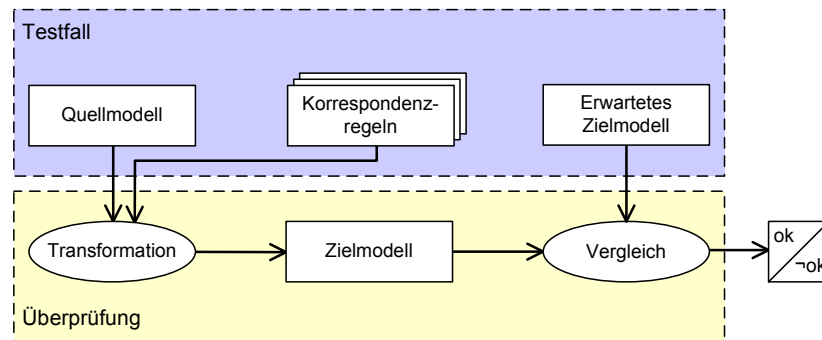 Testfall
Quellmodell
Korrespondenz-
regeln
Erwartetes
Zielmodell
Transformation
Zielmodell
Vergleich
ok
¬ok
Überprüfung